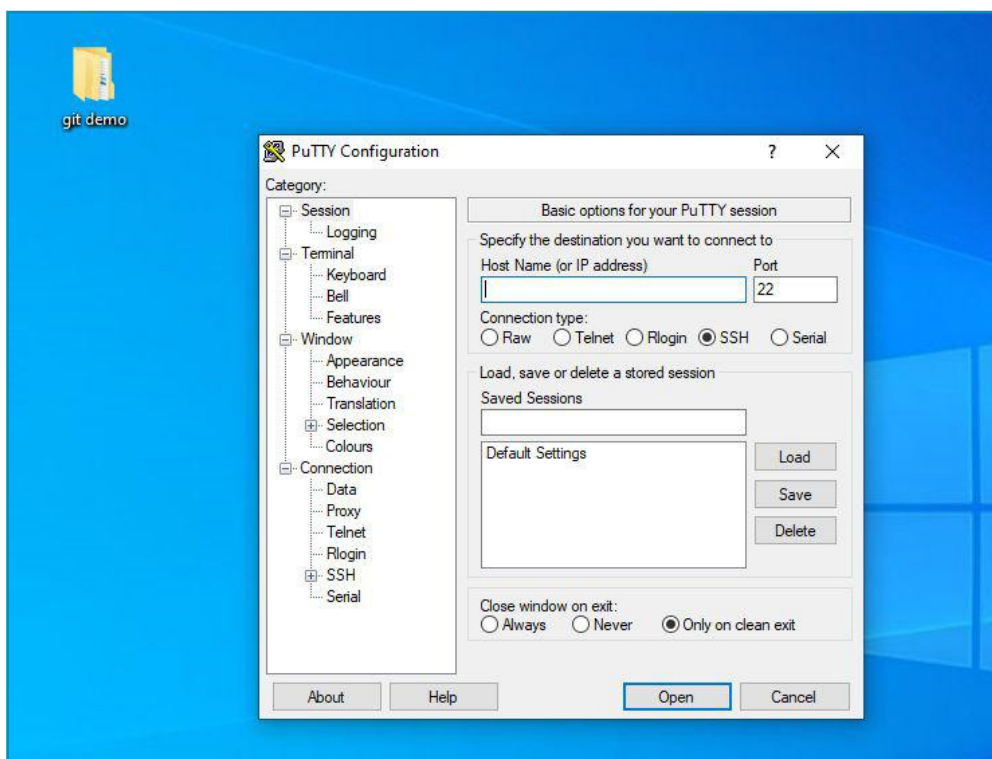 git demo
PuTTY Configuration
?
Category:
Session
Logging
Terminal
Keyboard
Bell
Features
Window
Appearance
Behaviour
Translation
Selection
Colours
Connection
Data
Proxy
Telnet
Rlogin
SSH
Serial
Basic options for your PuTTY session
Specify the destination you want to connect to
Host Name (or IP address) Port
22
Connection type:
Raw Telnet Rlogin SSH Serial
Load, save or delete a stored session
Saved Sessions
Default Settings
Load
Save
Delete
Close window on exit:
Always Never Only on clean exit
About Help Open Cancel